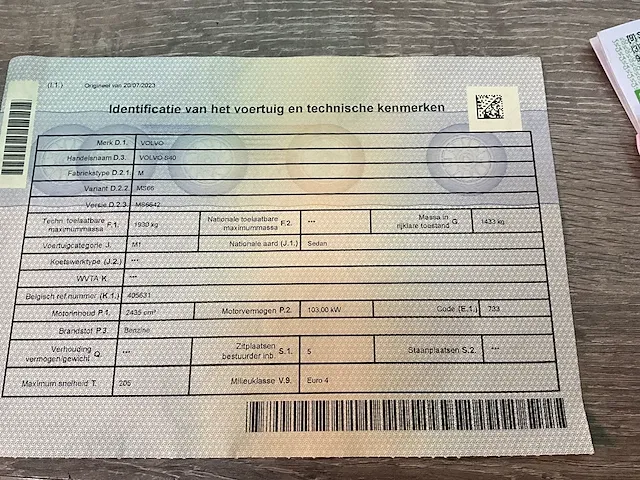 (I.1.) Origineel van 20/07/2023
Identificatie van het voertuig en technische kenmerken
Merk D.1. VOLVO
Handelsnaam D.3. VOLVO S40
Fabriekstype D.2.1. M
Variant D.2.2. MS66
Versie D.2.3. MS6642
Techn. toelaatbare maximummassa F.1. 1930 kg Nationale toelaatbare maximummassa F.2. *** Massa in rijklare toestand G. 1433 kg
Voertuigcategorie J. M1 Nationale aard (J.1.) Sedan
Koetswerktype (J.2.) ***
WVTA K. ***
Belgisch ref.nummer (K.1.) 405631
Motorinhoud P.1. 2435 cm³ Motorvermogen P.2. 103,00 kW Code (E.1.) 733
Brandstof P.3. Benzine
Verhouding vermogen/gewicht Q. *** Zitplaatsen bestuurder inb. S.1. 5 Staanplaatsen S.2. ***
Maximum snelheid T. 205 Milieuklasse V.9. Euro 4